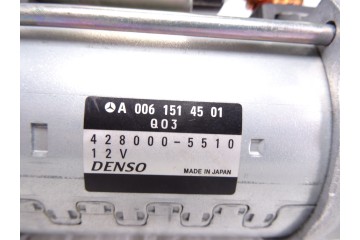 A 006 151 45 01
Q03
428000-5510
12V
DENSO MADE IN JAPAN